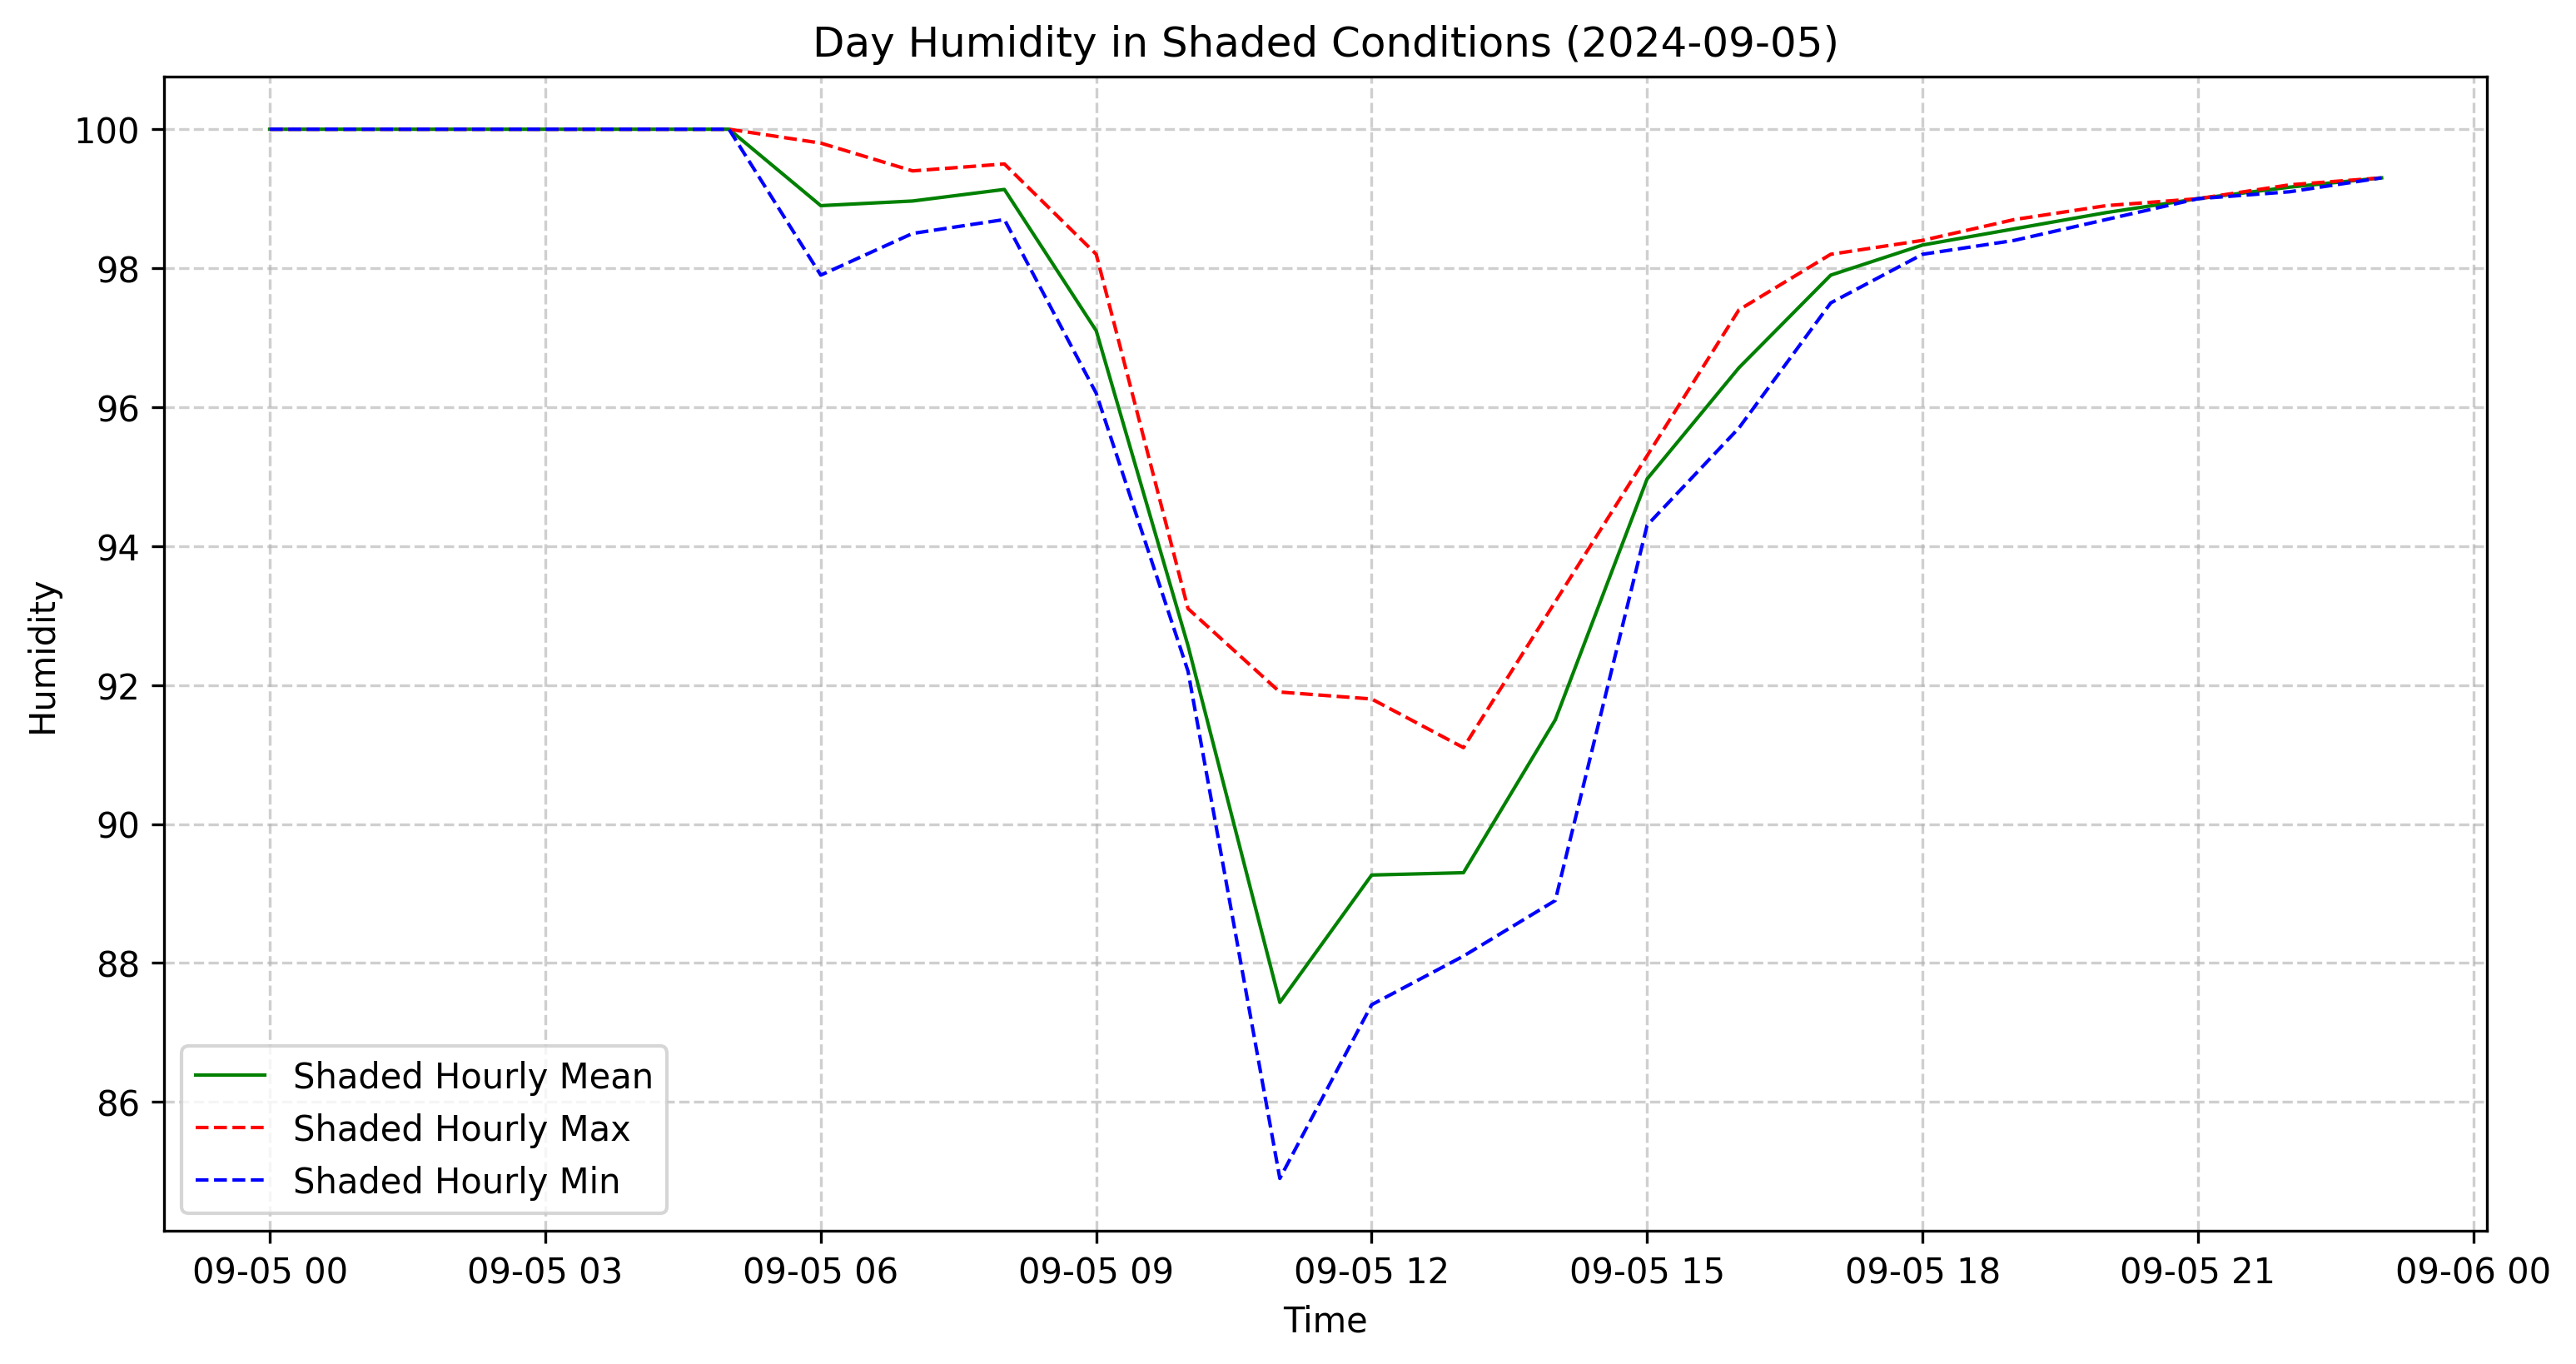 Day Humidity in Shaded Conditions (2024-09-05)
Humidity
100
98
96
94
92
90
88
86
Shaded Hourly Mean
Shaded Hourly Max
Shaded Hourly Min
09-05 00
09-05 03
09-05 06
09-05 09
09-05 12
09-05 15
09-05 18
09-05 21
09-06 00
Time